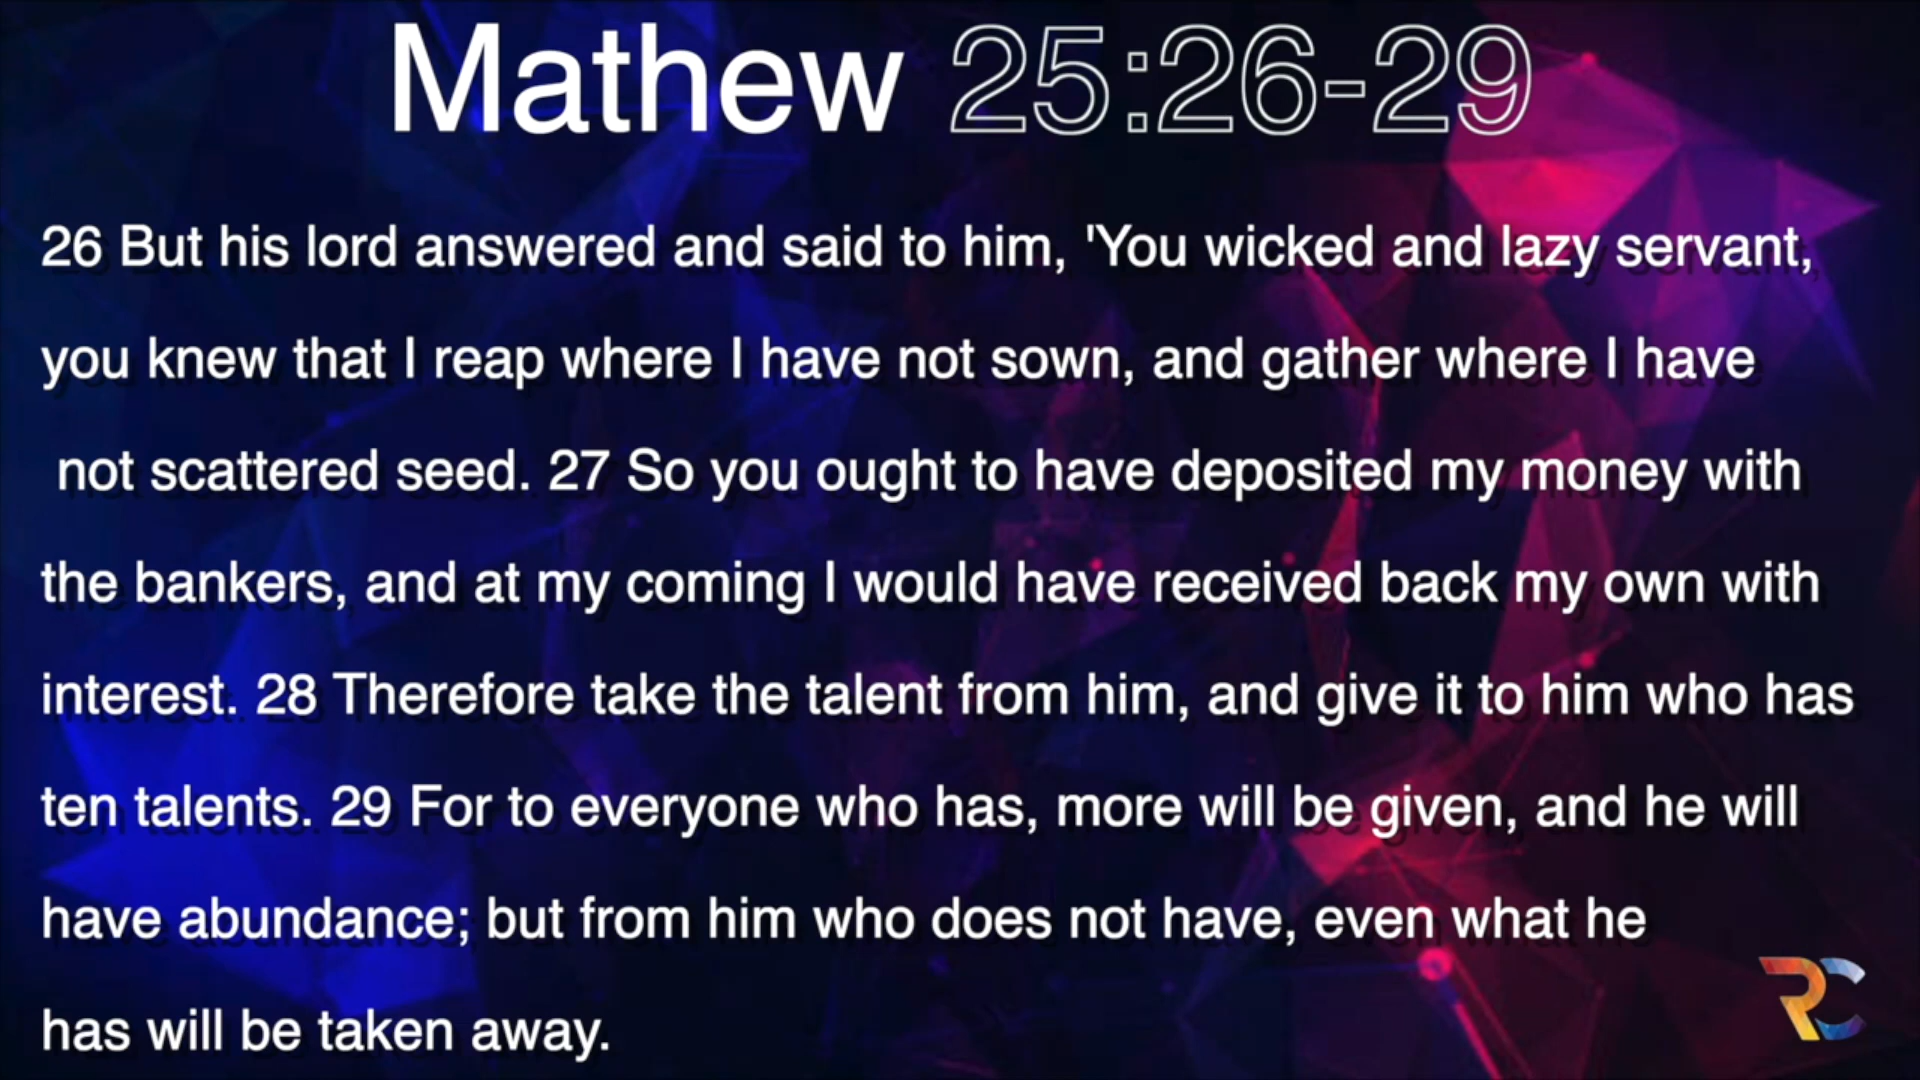 Mathew 25:26-29
26 But his lord answered and said to him, 'You wicked and lazy servant,
you knew that I reap where I have not sown, and gather where I have
not scattered seed. 27 So you ought to have deposited my money with
the bankers, and at my coming I would have received back my own with
interest. 28 Therefore take the talent from him, and give it to him who has
ten talents. 29 For to everyone who has, more will be given, and he will
have abundance; but from him who does not have, even what he
has will be taken away.
RC